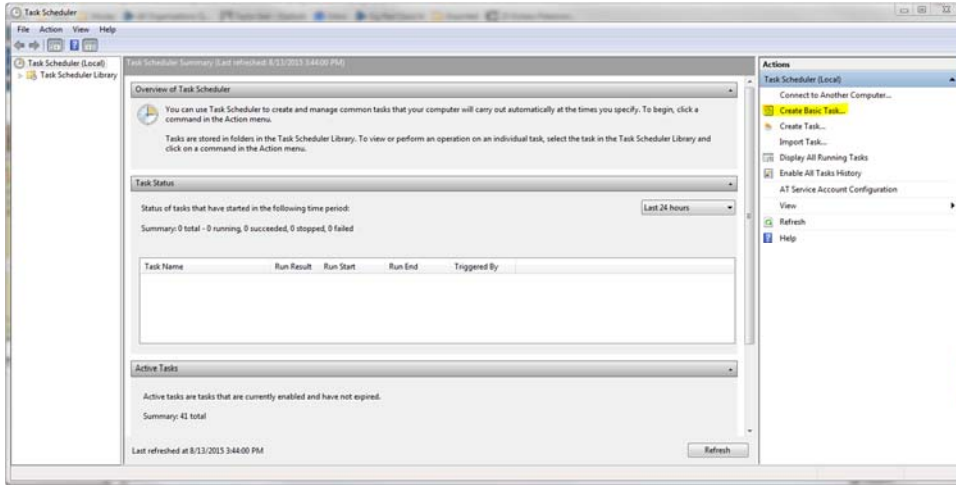 Task Scheduler
File Action View Help
Task Scheduler (Local)
Task Scheduler Library
Task Scheduler Summary (Last refreshed: 8/13/2015 3:44:00 PM)
Overview of Task Scheduler
You can use Task Scheduler to create and manage common tasks that your computer will carry out automatically at the times you specify. To begin, click a
command in the Action menu.
Tasks are stored in folders in the Task Scheduler Library. To view or perform an operation on an individual task, select the task in the Task Scheduler Library and
click on a command in the Action menu.
Task Status
Status of tasks that have started in the following time period:
Last 24 hours
Summary: 0 total - 0 running, 0 succeeded, 0 stopped, 0 failed
Task Name Run Result Run Start Run End Triggered By
Active Tasks
Active tasks are tasks that are currently enabled and have not expired.
Summary: 41 total
Last refreshed at 8/13/2015 3:44:00 PM
Refresh
Actions
Task Scheduler (Local)
Connect to Another Computer...
Create Basic Task...
Create Task...
Import Task...
Display All Running Tasks
Enable All Tasks History
AT Service Account Configuration
View
Refresh
Help